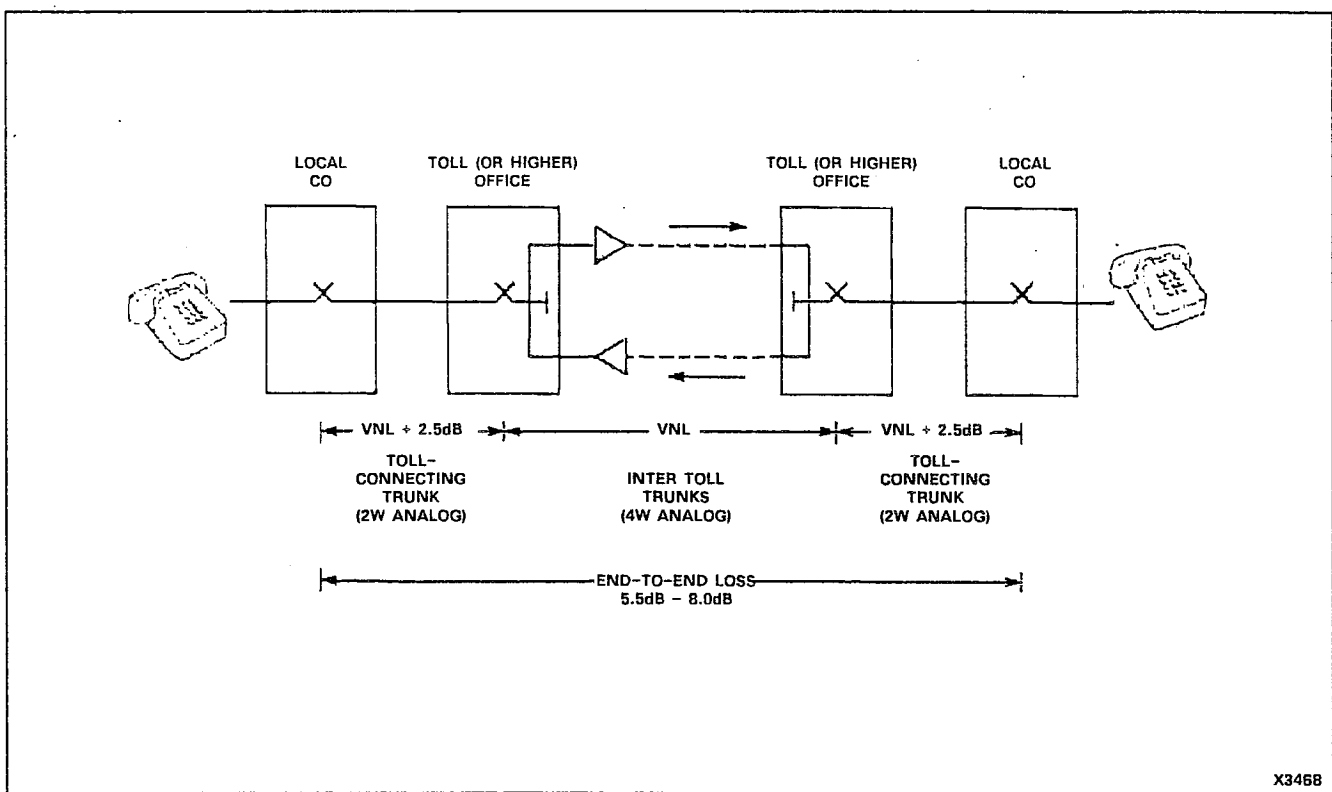 LOCAL
CO
TOLL (OR HIGHER)
OFFICE
TOLL (OR HIGHER)
OFFICE
LOCAL
CO
VNL + 2.5dB
VNL
VNL + 2.5dB
TOLL-
CONNECTING
TRUNK
(2W ANALOG)
INTER TOLL
TRUNKS
(4W ANALOG)
TOLL-
CONNECTING
TRUNK
(2W ANALOG)
END-TO-END LOSS
5.5dB – 8.0dB
X3468